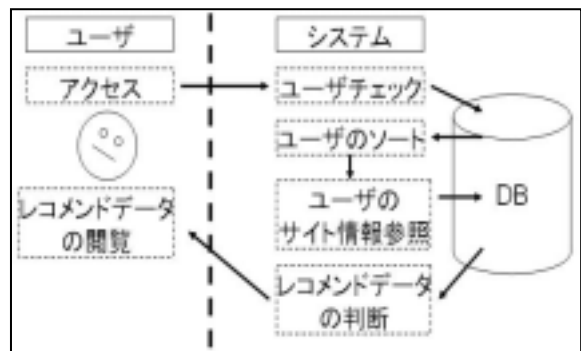 ユーザ
システム
アクセス
ユーザチェック
ユーザのソート
DB
レコメンドデータ
の閲覧
ユーザの
サイト情報参照
レコメンドデータ
の判断